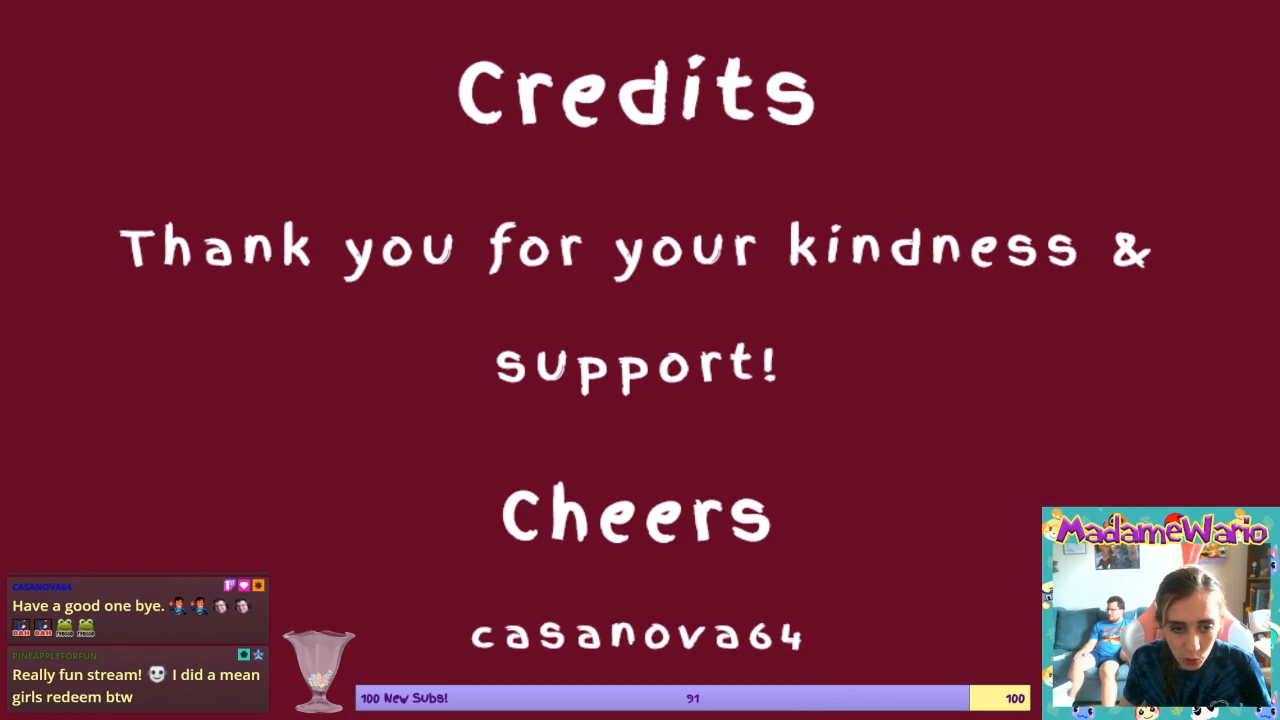 Credits
Thank you for your kindness &
support!
Cheers
casanova64
CASANOVA64
Have a good one bye.
PINEAPPLEFORFUN
Really fun stream! I did a mean
girls redeem btw
100 New Subs! 91 100
MadameWario